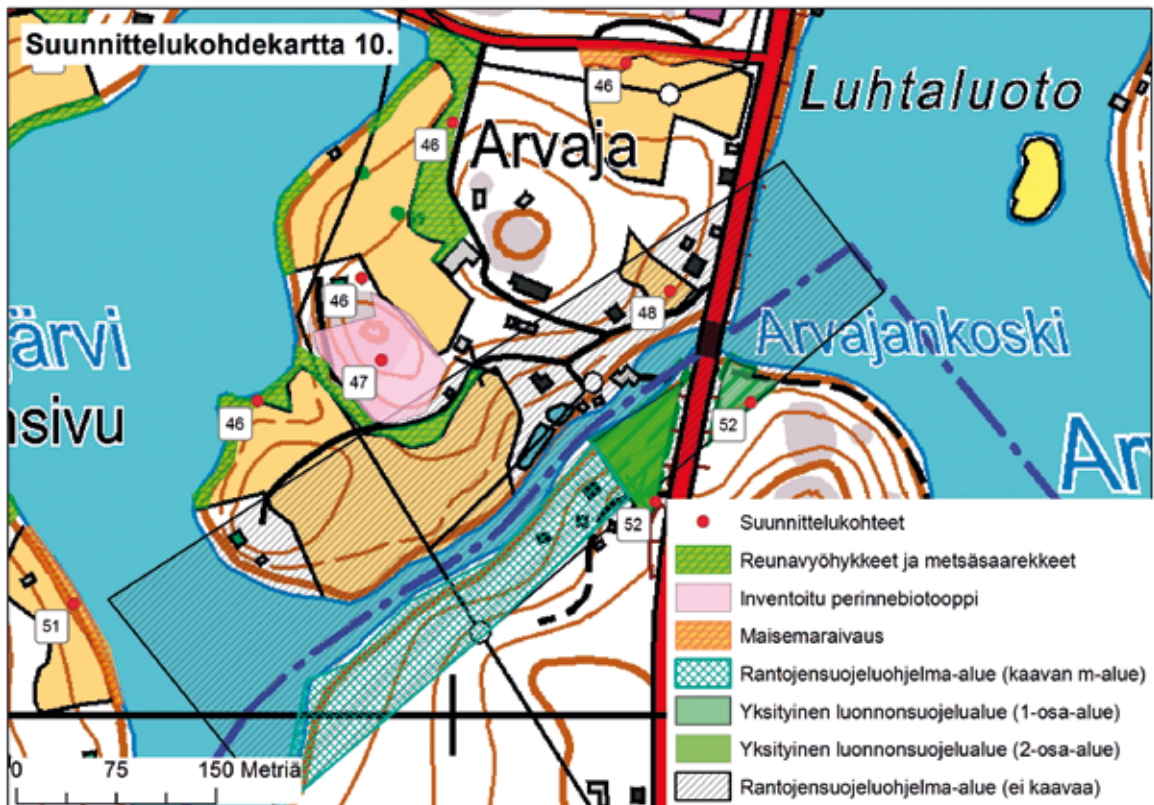 Suunnittelukohdekartta 10.
46
Luhtaluoto
46
Arvaja
46
48
ärvi
Arvajankoski
47
nsivu
46
52
Ar
52
51
Suunnittelukohteet
Reunavyöhykkeet ja metsäsaarekkeet
Inventoitu perinnebiotooppi
Maisemaraivaus
Rantojensuojeluohjelma-alue (kaavan m-alue)
Yksityinen luonnonsuojelualue (1-osa-alue)
Yksityinen luonnonsuojelualue (2-osa-alue)
Rantojensuojeluohjelma-alue (ei kaavaa)
0 75 150 Metriä